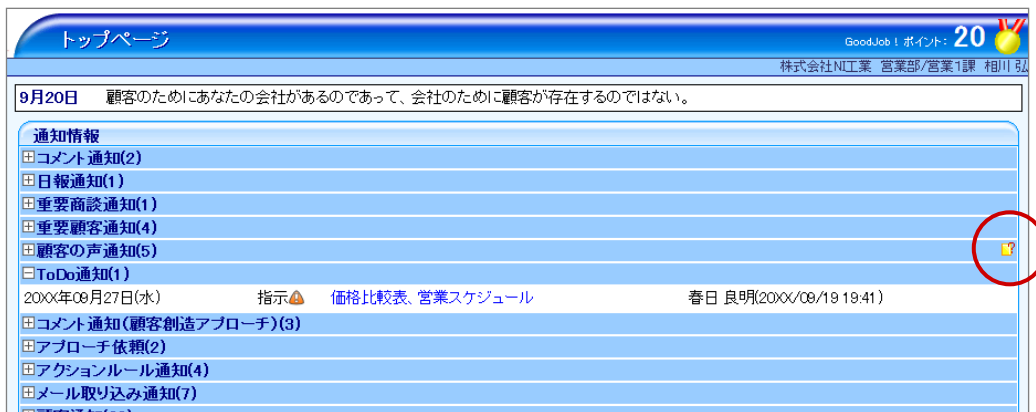 トップページ
GoodJob！ポイント： 20
株式会社NI工業 営業部/営業1課 相川 弘
9月20日 顧客のためにあなたの会社があるのであって、会社のために顧客が存在するのではない。
通知情報
コメント通知(2)
日報通知(1)
重要商談通知(1)
重要顧客通知(4)
顧客の声通知(5)
ToDo通知(1)
20XX年09月27日(水) 指示 価格比較表、営業スケジュール 春日 良明(20XX/09/19 19:41)
コメント通知(顧客創造アプローチ)(3)
アプローチ依頼(2)
アクションルール通知(4)
メール取り込み通知(7)